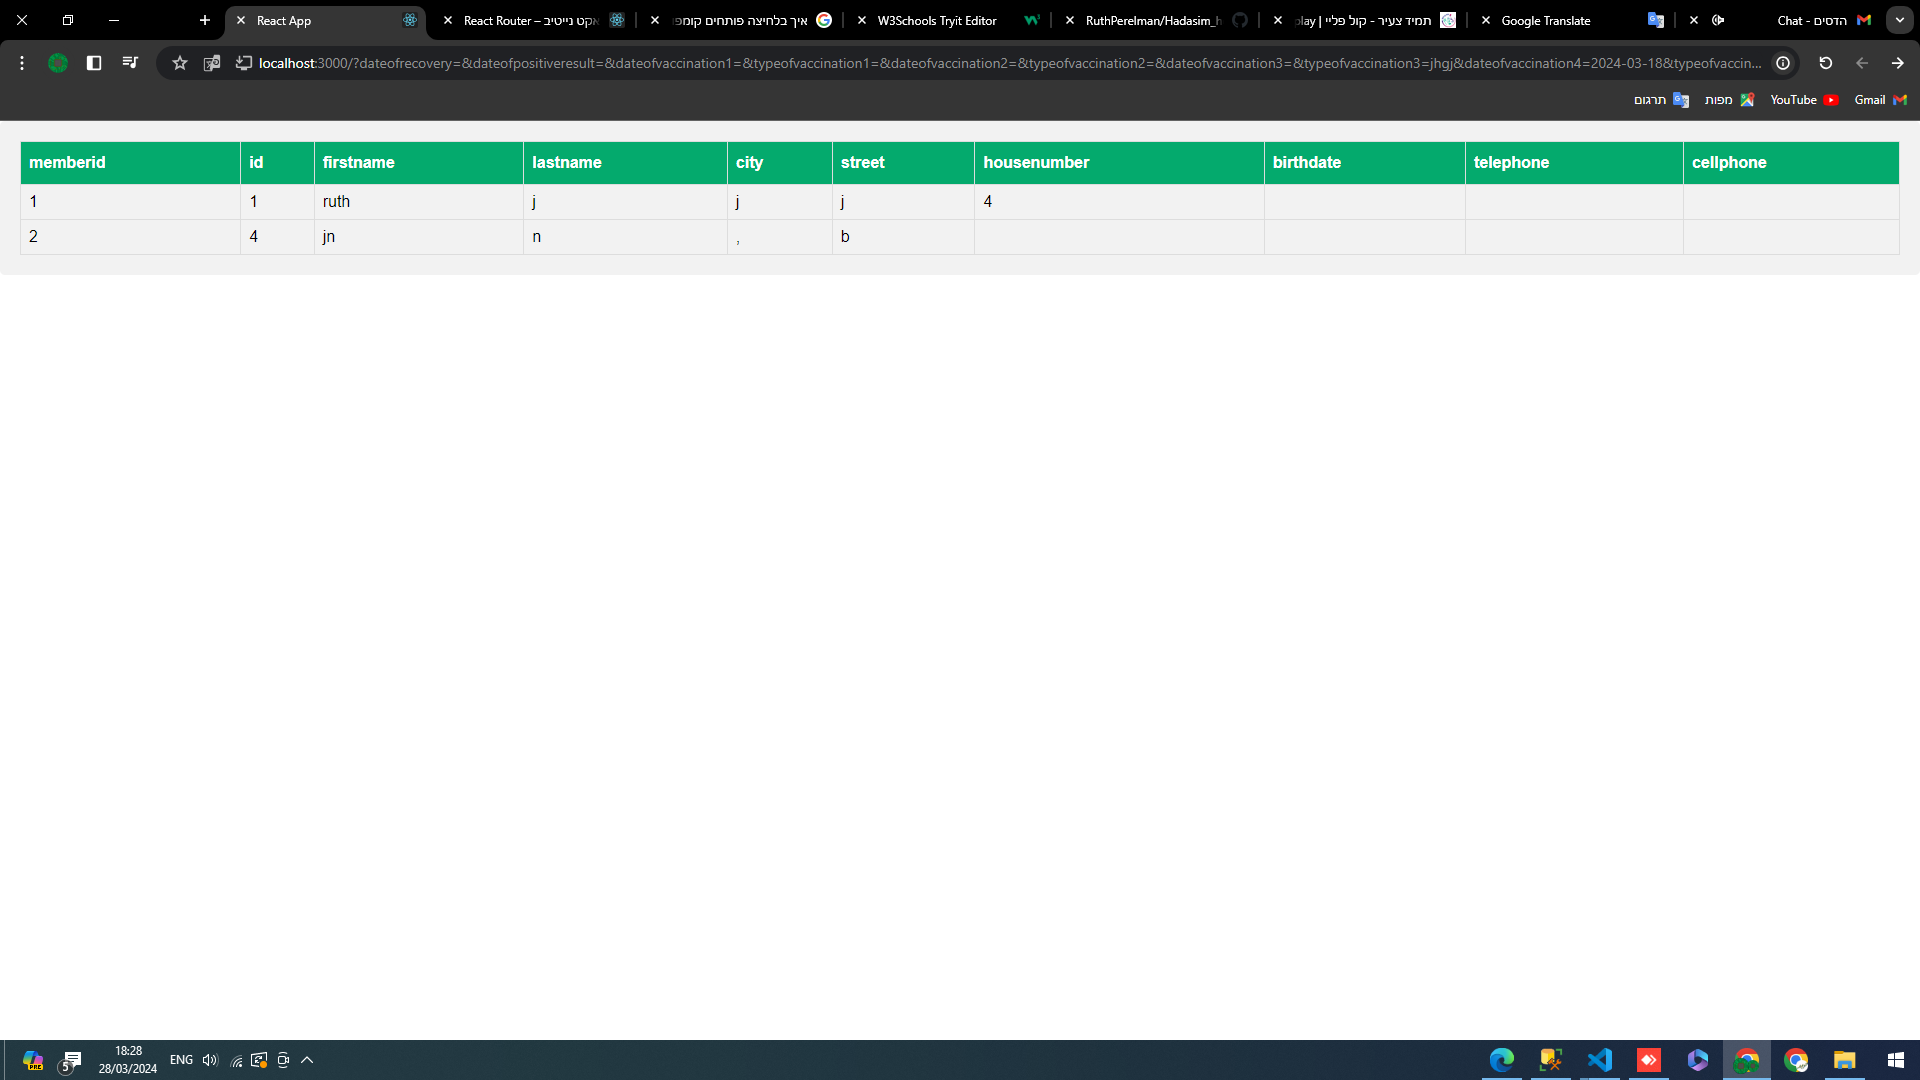 React App
React Router – אקט נייטיב
איך בלחיצה פותחים קומפו
W3Schools Tryit Editor
RuthPerelman/Hadasim_h
תמיד צעיר - קול פליי | play
Google Translate
Chat - הדסים
localhost:3000/?dateofrecovery=&dateofpositiveresult=&dateofvaccination1=&typeofvaccination1=&dateofvaccination2=&typeofvaccination2=&dateofvaccination3=&typeofvaccination3=jhgj&dateofvaccination4=2024-03-18&typeofvaccin...
תרגום מפות YouTube Gmail
memberid id firstname lastname city street housenumber birthdate telephone cellphone
1 1 ruth j j j 4
2 4 jn n , b
PRE 5 18:28 ENG
28/03/2024